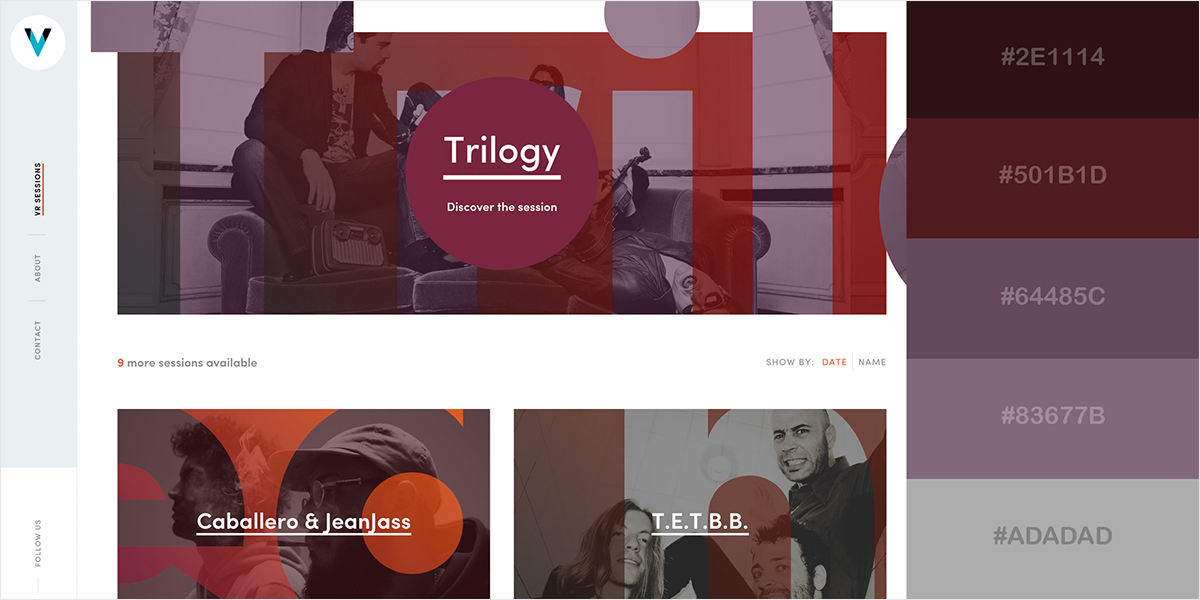 VR SESSIONS
ABOUT
CONTACT
FOLLOW US
Trilogy
Discover the session
9 more sessions available
SHOW BY: DATE NAME
Caballero & JeanJass
T.E.T.B.B.
#2E1114
#501B1D
#64485C
#83677B
#ADADAD